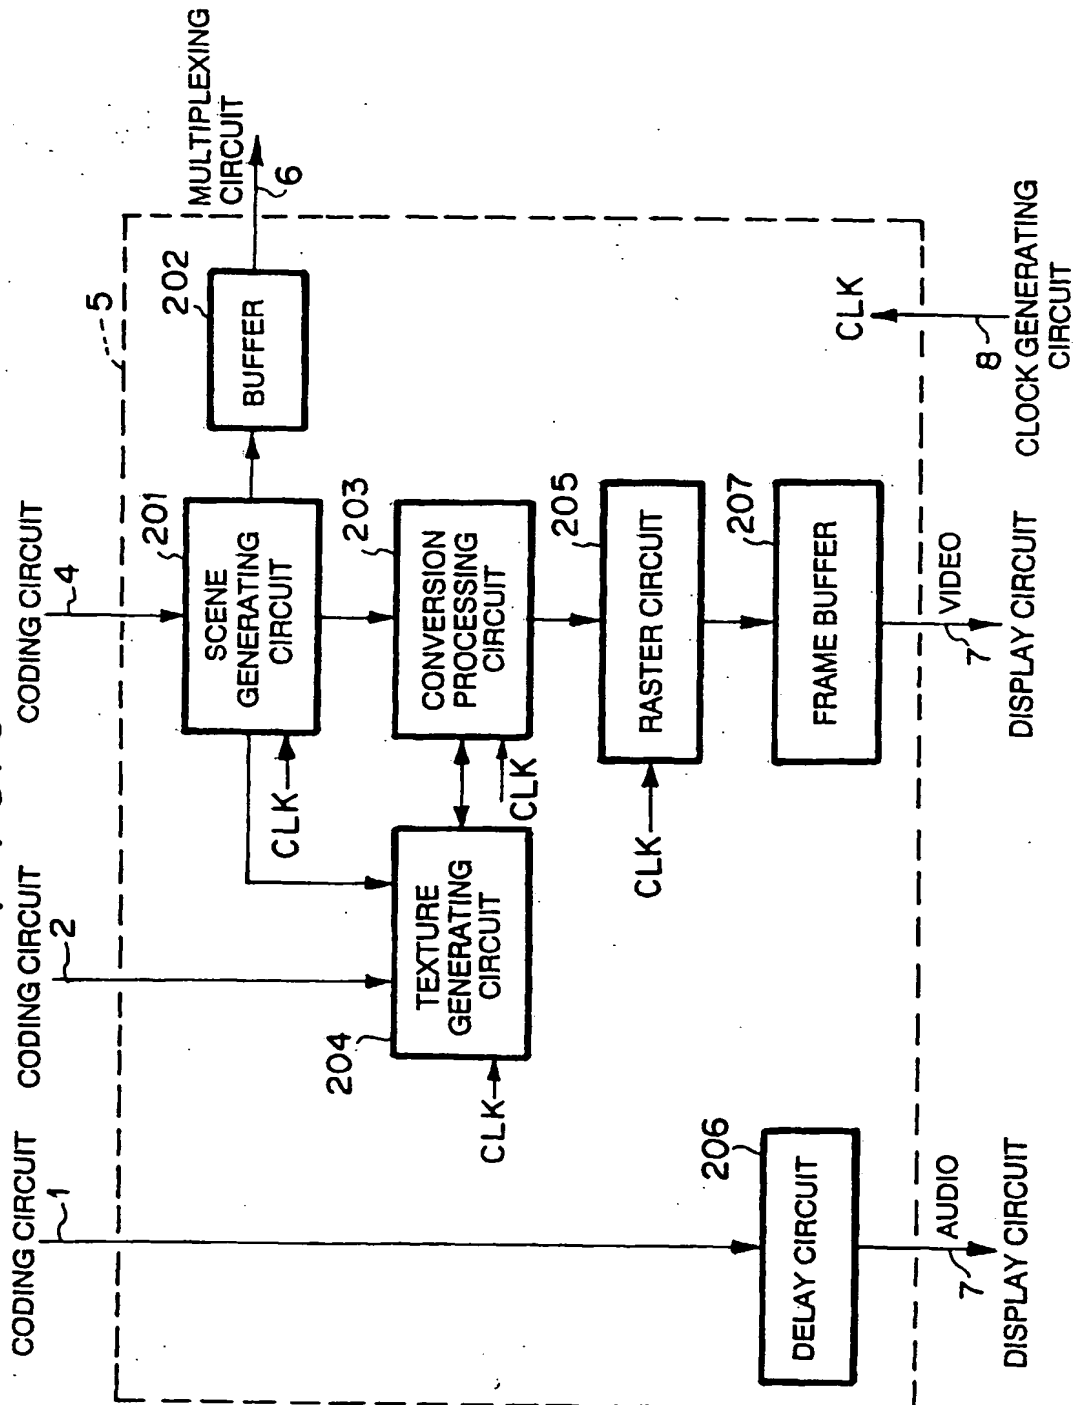 CODING CIRCUIT
1
CODING CIRCUIT
2
CODING CIRCUIT
4
5
MULTIPLEXING
CIRCUIT
6
201
SCENE
GENERATING
CIRCUIT
202
BUFFER
CLK
203
CONVERSION
PROCESSING
CIRCUIT
CLK
204
TEXTURE
GENERATING
CIRCUIT
CLK
205
RASTER CIRCUIT
CLK
206
DELAY CIRCUIT
207
FRAME BUFFER
CLK
8
CLOCK GENERATING
CIRCUIT
AUDIO
7
DISPLAY CIRCUIT
VIDEO
7
DISPLAY CIRCUIT